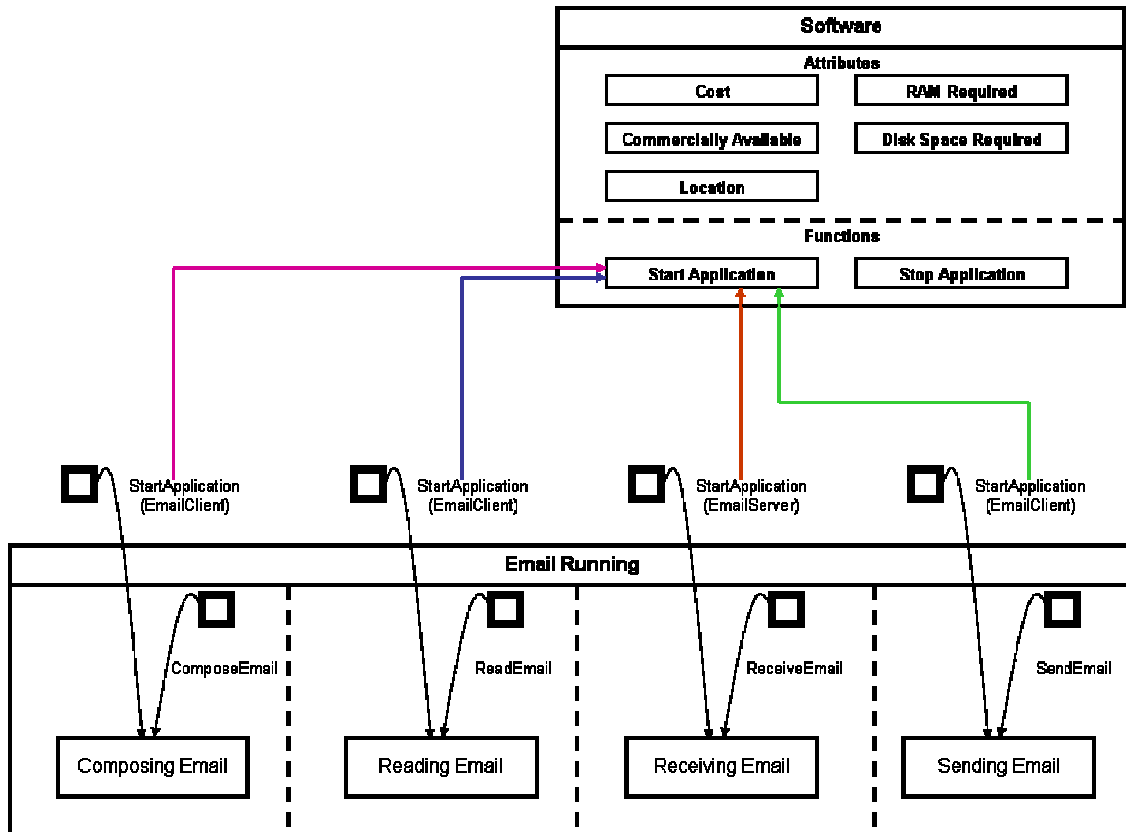 Software
Attributes
Cost
RAM Required
Commercially Available
Disk Space Required
Location
Functions
Start Application
Stop Application
StartApplication
(EmailClient)
StartApplication
(EmailClient)
StartApplication
(EmailServer)
StartApplication
(EmailClient)
Email Running
ComposeEmail
ReadEmail
ReceiveEmail
SendEmail
Composing Email
Reading Email
Receiving Email
Sending Email